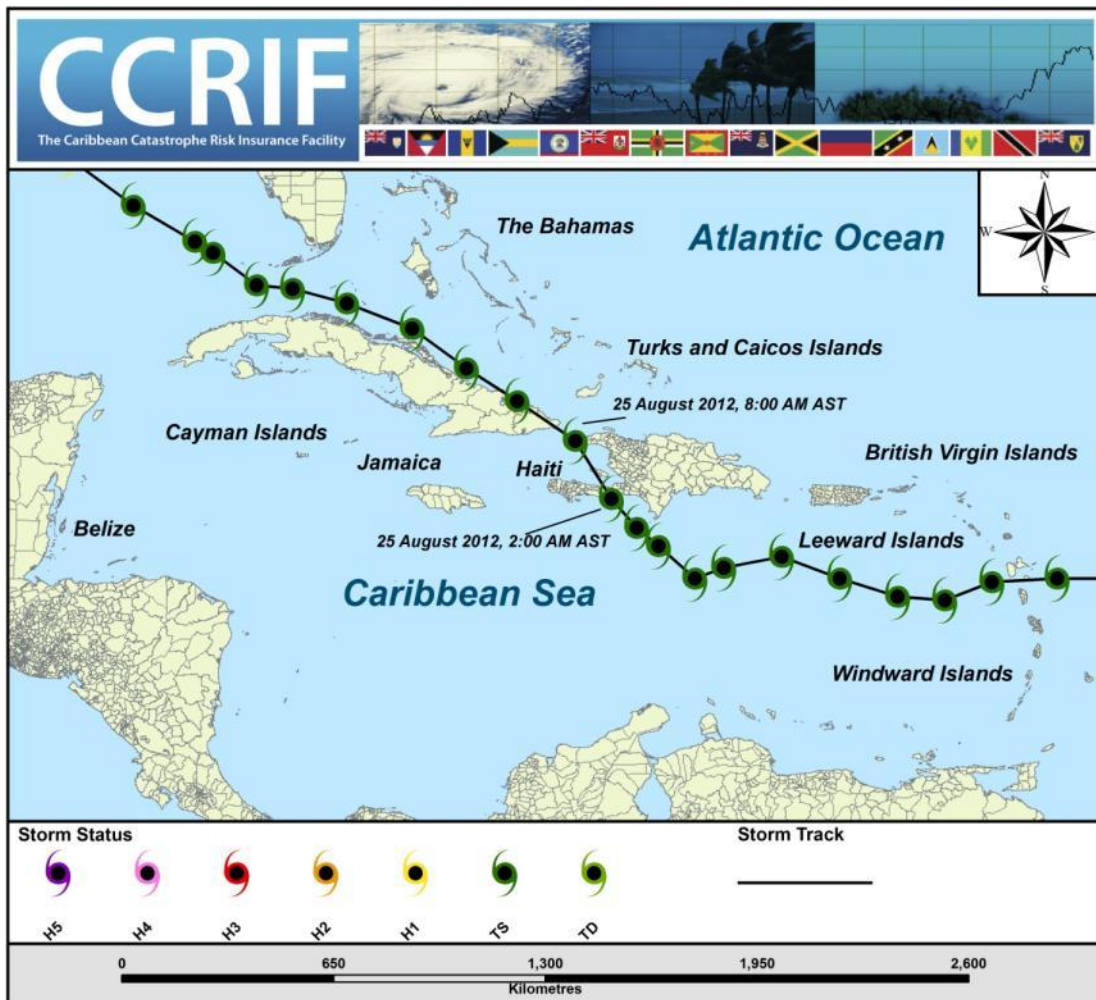 CCRIF
The Caribbean Catastrophe Risk Insurance Facility
N
W
S
The Bahamas
Atlantic Ocean
Turks and Caicos Islands
25 August 2012, 8:00 AM AST
Cayman Islands
Jamaica
Haiti
British Virgin Islands
Belize
25 August 2012, 2:00 AM AST
Leeward Islands
Caribbean Sea
Windward Islands
Storm Status
Storm Track
H5
H4
H3
H2
H1
TS
TD
0
650
1,300
1,950
2,600
Kilometres